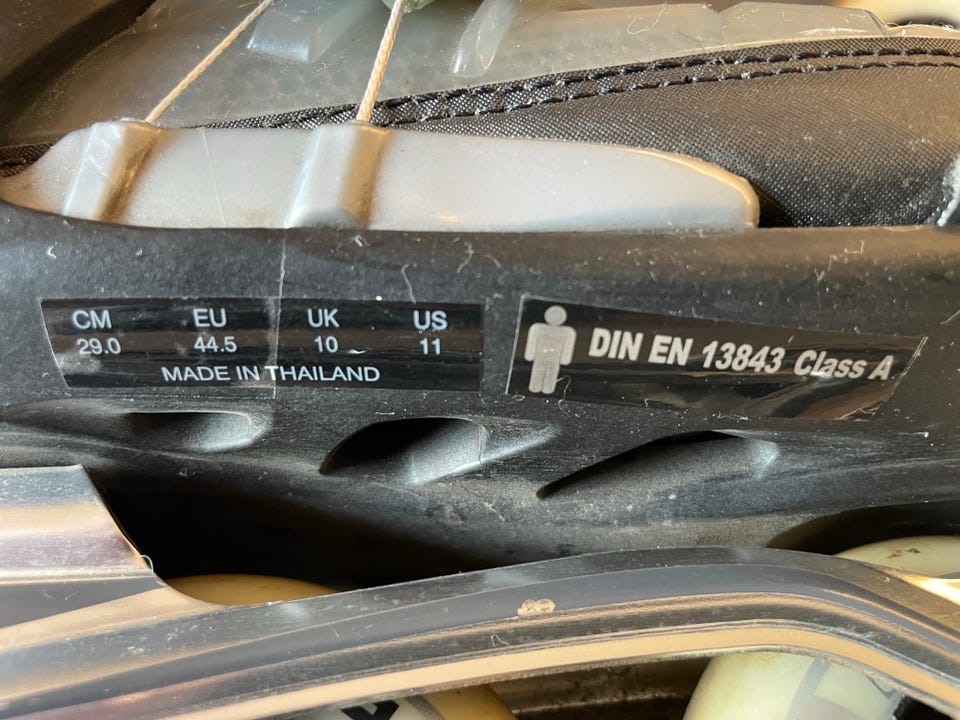 CM EU UK US
29.0 44.5 10 11
MADE IN THAILAND
DIN EN 13843 Class A